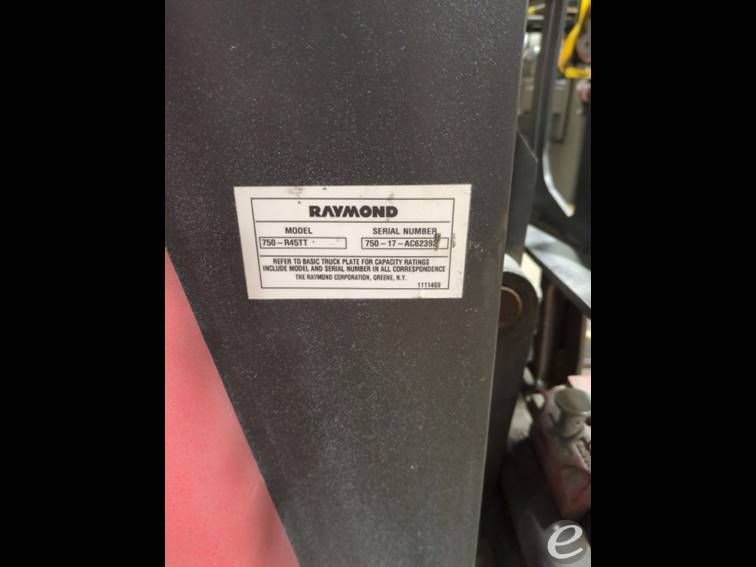 RAYMOND
MODEL SERIAL NUMBER
750-R45TT
REFER TO BASIC TRUCK PLATE FOR CAPACITY RATINGS
INCLUDE MODEL AND SERIAL NUMBER IN ALL CORRESPONDENCE
THE RAYMOND CORPORATION, GREENE, N.Y.
1111469
e